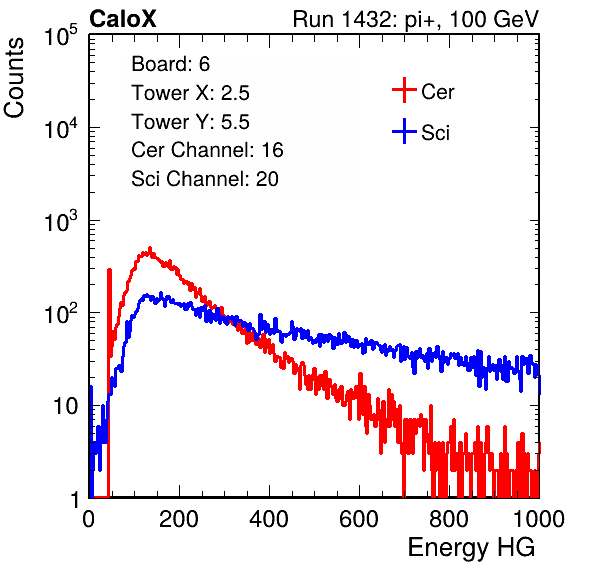 CaloX Run 1432: pi+, 100 GeV
Counts
Board: 6
Tower X: 2.5
Tower Y: 5.5
Cer Channel: 16
Sci Channel: 20
Cer
Sci
10^5
10^4
10^3
10^2
10
1
0 200 400 600 800 1000
Energy HG